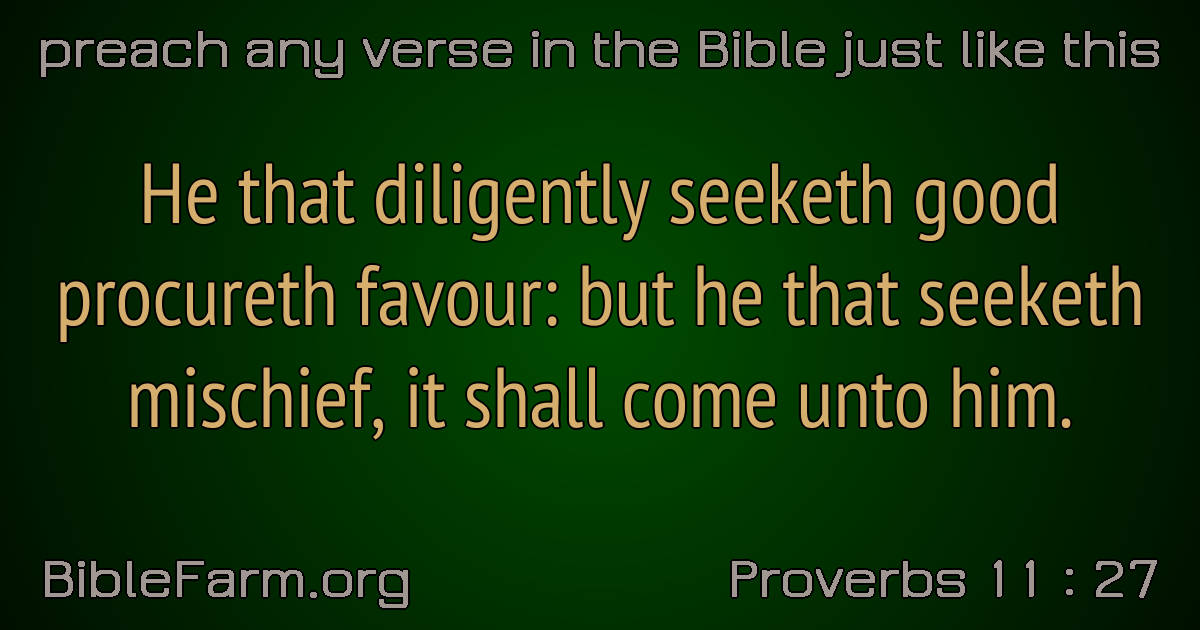 preach any verse in the Bible just like this
He that diligently seeketh good
procureth favour: but he that seeketh
mischief, it shall come unto him.
BibleFarm.org
Proverbs 11 : 27